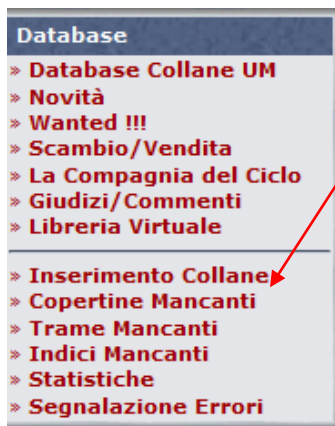 Database
» Database Collane UM
» Novità
» Wanted !!!
» Scambio/Vendita
» La Compagnia del Ciclo
» Giudizi/Commenti
» Libreria Virtuale
» Inserimento Collane
» Copertine Mancanti
» Trame Mancanti
» Indici Mancanti
» Statistiche
» Segnalazione Errori